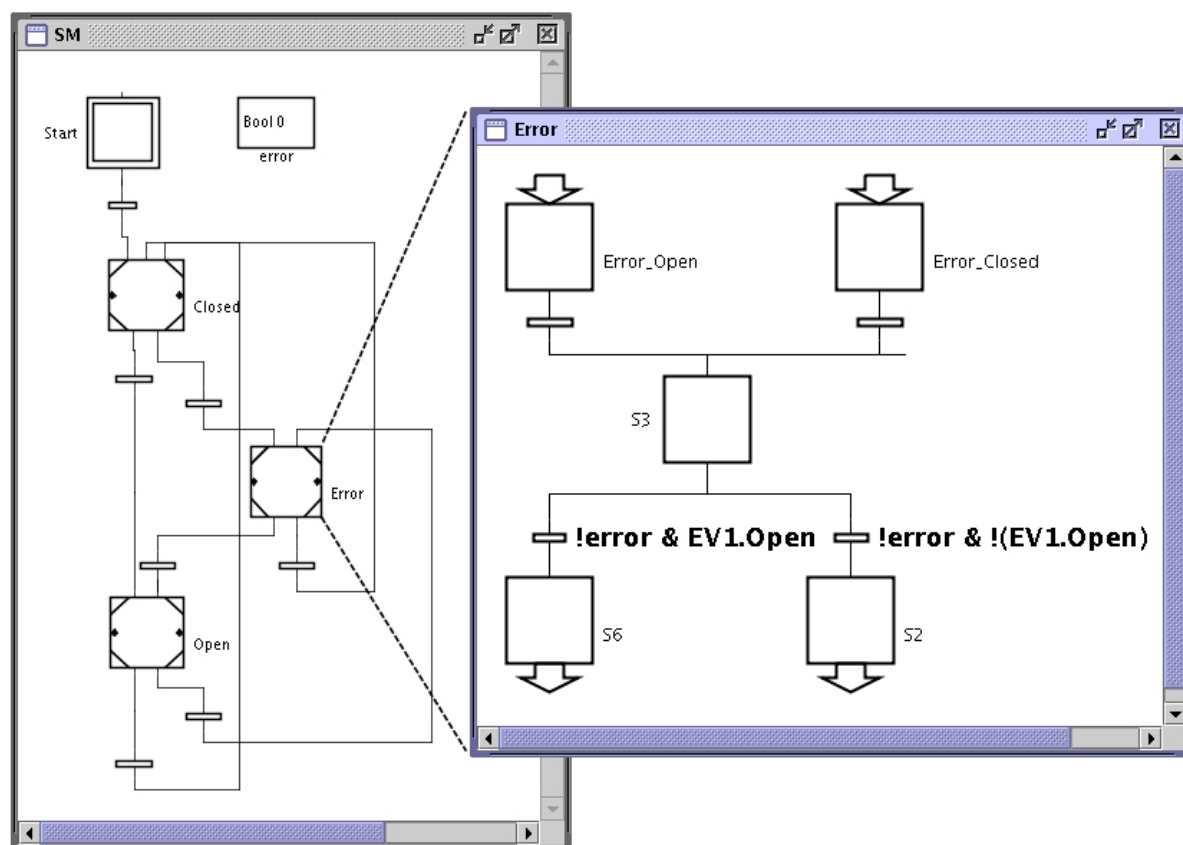 SM
Start
Bool 0
error
Closed
Error
Open
Error
Error_Open
Error_Closed
S3
!error & EV1.Open
!error & !(EV1.Open)
S6
S2